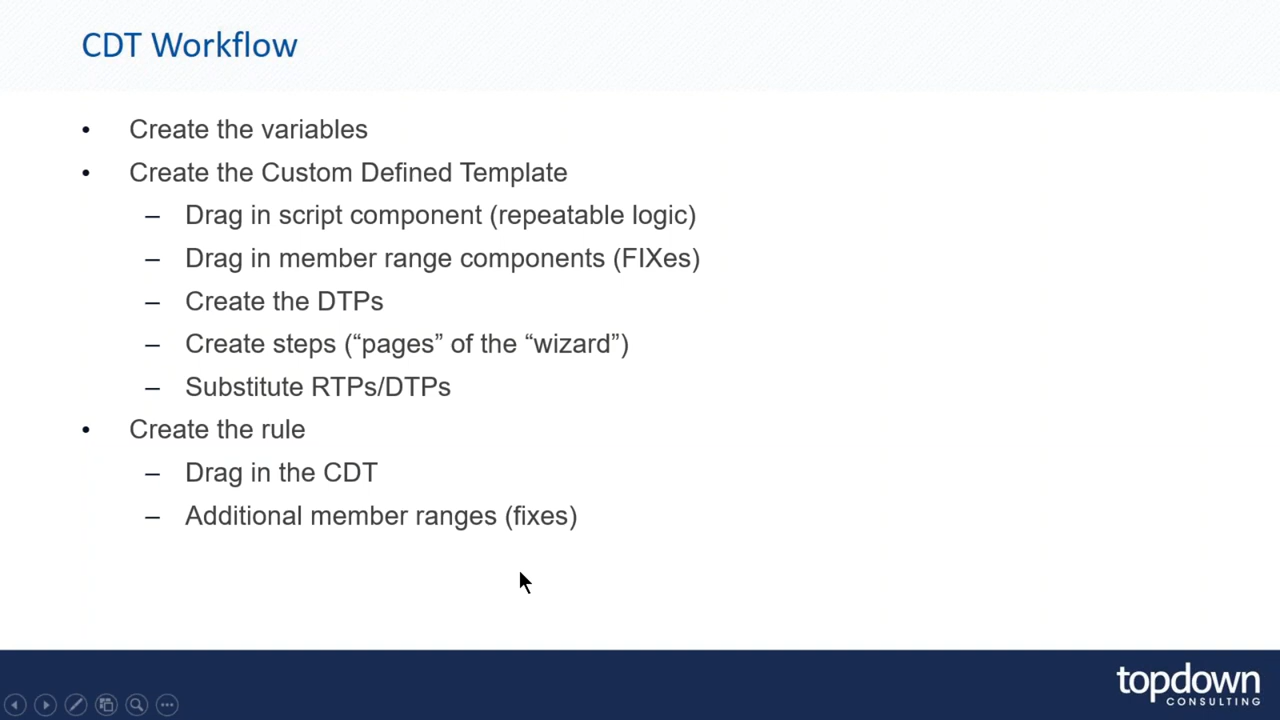 CDT Workflow
• Create the variables
• Create the Custom Defined Template
– Drag in script component (repeatable logic)
– Drag in member range components (FIXes)
– Create the DTPs
– Create steps (“pages” of the “wizard”)
– Substitute RTPs/DTPs
• Create the rule
– Drag in the CDT
– Additional member ranges (fixes)
topdown
CONSULTING